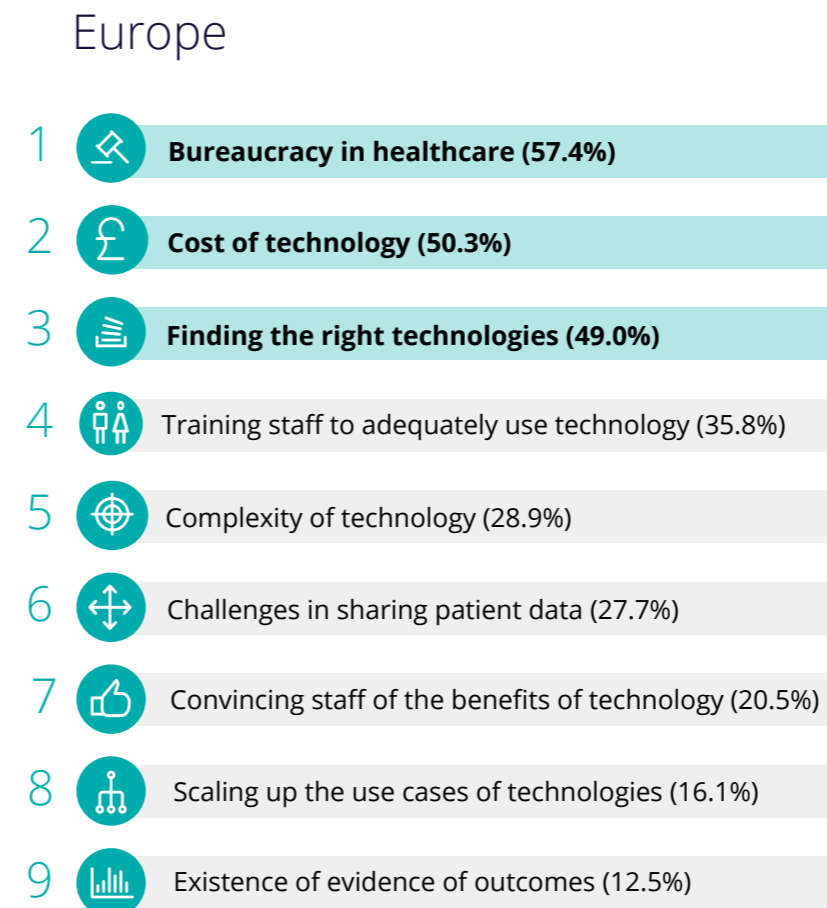 Europe
1 Bureaucracy in healthcare (57.4%)
2 £ Cost of technology (50.3%)
3 Finding the right technologies (49.0%)
4 Training staff to adequately use technology (35.8%)
5 Complexity of technology (28.9%)
6 Challenges in sharing patient data (27.7%)
7 Convincing staff of the benefits of technology (20.5%)
8 Scaling up the use cases of technologies (16.1%)
9 Existence of evidence of outcomes (12.5%)